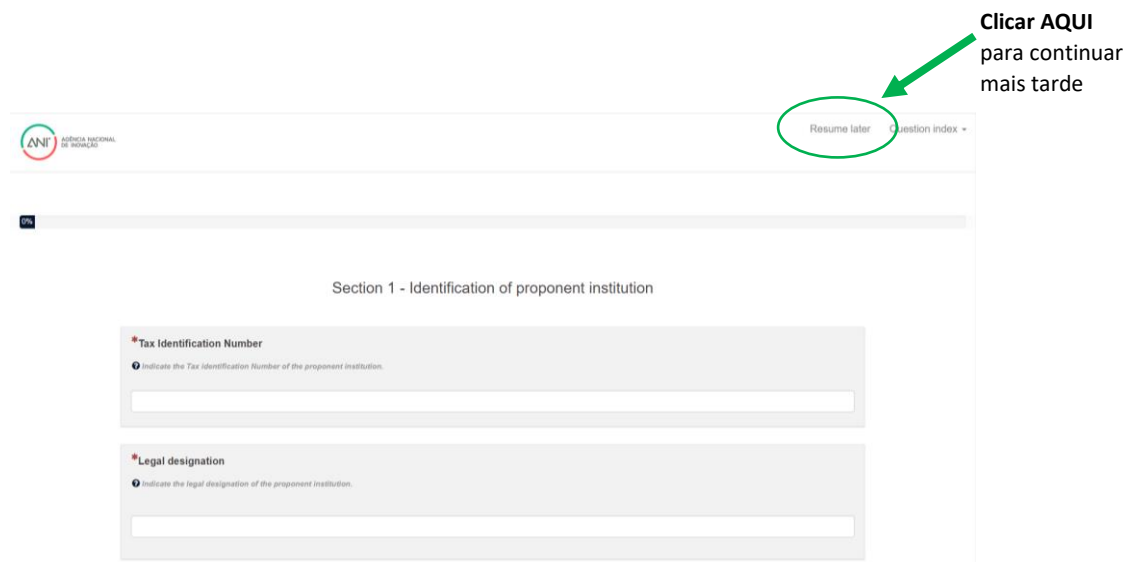 Clicar AQUI
para continuar
mais tarde
ANI
AGÊNCIA NACIONAL
DE INOVAÇÃO
Resume later
Question index
0%
Section 1 - Identification of proponent institution
*Tax Identification Number
Indicate the Tax Identification Number of the proponent institution.
*Legal designation
Indicate the legal designation of the proponent institution.